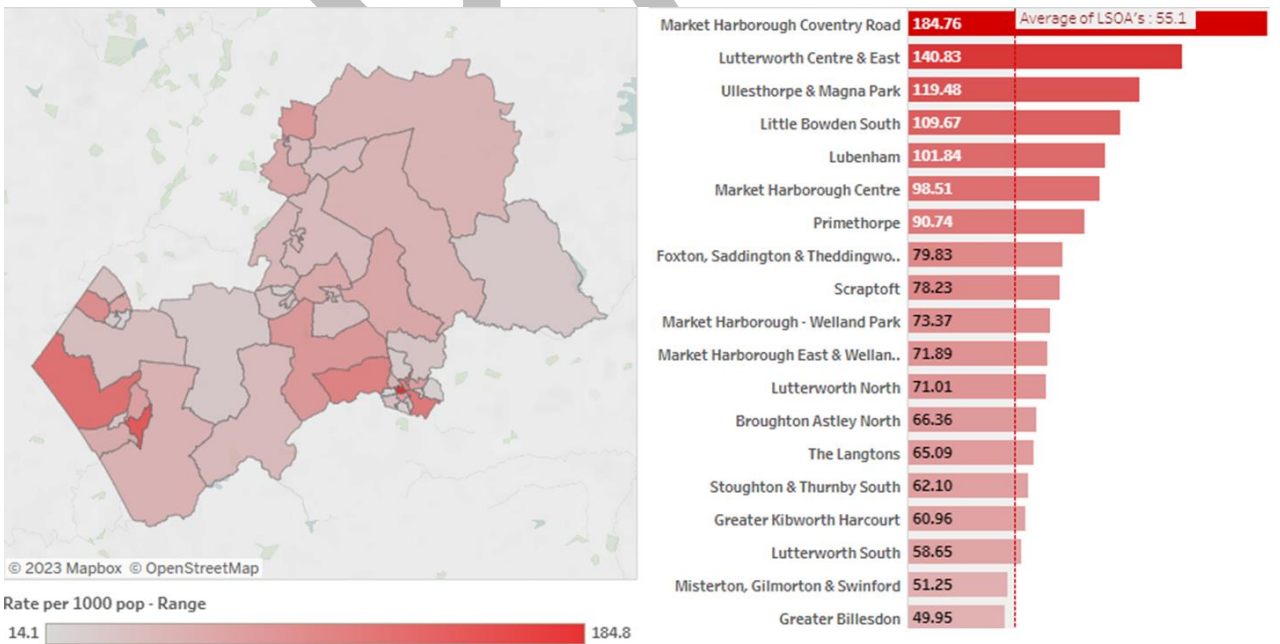 © 2023 Mapbox © OpenStreetMap
Rate per 1000 pop - Range
14.1 184.8
Average of LSOA's : 55.1
Market Harborough Coventry Road 184.76
Lutterworth Centre & East 140.83
Ullesthorpe & Magna Park 119.48
Little Bowden South 109.67
Lubenham 101.84
Market Harborough Centre 98.51
Primethorpe 90.74
Foxton, Saddington & Theddingwo.. 79.83
Scraptoft 78.23
Market Harborough - Welland Park 73.37
Market Harborough East & Wellan.. 71.89
Lutterworth North 71.01
Broughton Astley North 66.36
The Langtons 65.09
Stoughton & Thurnby South 62.10
Greater Kibworth Harcourt 60.96
Lutterworth South 58.65
Misterton, Gilmorton & Swinford 51.25
Greater Billesdon 49.95